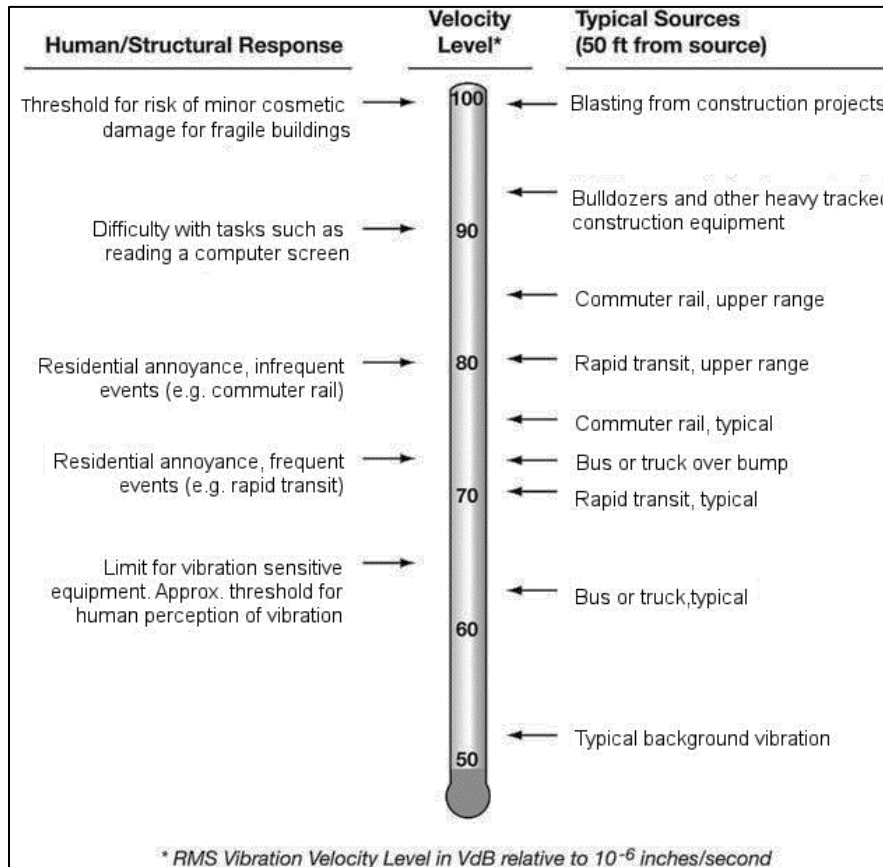 Human/Structural Response
Velocity
Level*
Typical Sources
(50 ft from source)
Threshold for risk of minor cosmetic
damage for fragile buildings
100
Blasting from construction projects
Bulldozers and other heavy tracked
construction equipment
Difficulty with tasks such as
reading a computer screen
90
Commuter rail, upper range
Residential annoyance, infrequent
events (e.g. commuter rail)
80
Rapid transit, upper range
Commuter rail, typical
Residential annoyance, frequent
events (e.g. rapid transit)
Bus or truck over bump
70
Rapid transit, typical
Limit for vibration sensitive
equipment. Approx. threshold for
human perception of vibration
Bus or truck,typical
60
Typical background vibration
50
* RMS Vibration Velocity Level in VdB relative to 10⁻⁶ inches/second